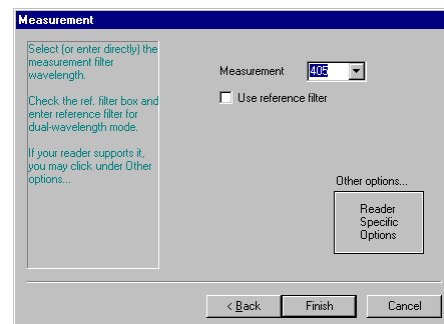 Measurement
Select (or enter directly) the
measurement filter
wavelength.
Check the ref. filter box and
enter reference filter for
dual-wavelength mode.
If your reader supports it,
you may click under Other
options...
Measurement 405
Use reference filter
Other options...
Reader
Specific
Options
< Back Finish Cancel